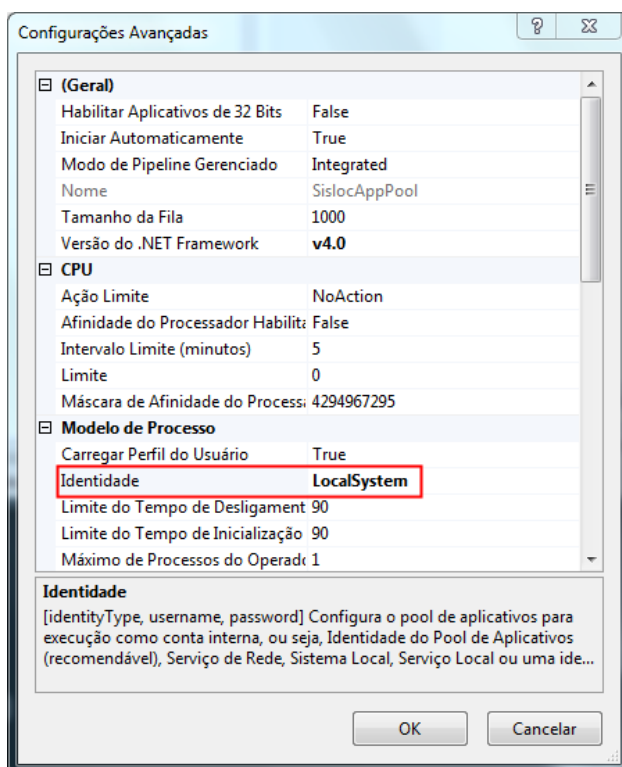 Configurações Avançadas
(Geral)
Habilitar Aplicativos de 32 Bits False
Iniciar Automaticamente True
Modo de Pipeline Gerenciado Integrated
Nome SislocAppPool
Tamanho da Fila 1000
Versão do .NET Framework v4.0
CPU
Ação Limite NoAction
Afinidade do Processador Habilita False
Intervalo Limite (minutos) 5
Limite 0
Máscara de Afinidade do Processa 4294967295
Modelo de Processo
Carregar Perfil do Usuário True
Identidade LocalSystem
Limite do Tempo de Desligament 90
Limite do Tempo de Inicialização 90
Máximo de Processos do Operado 1
Identidade
[identityType, username, password] Configura o pool de aplicativos para
execução como conta interna, ou seja, Identidade do Pool de Aplicativos
(recomendável), Serviço de Rede, Sistema Local, Serviço Local ou uma ide...
OK Cancelar